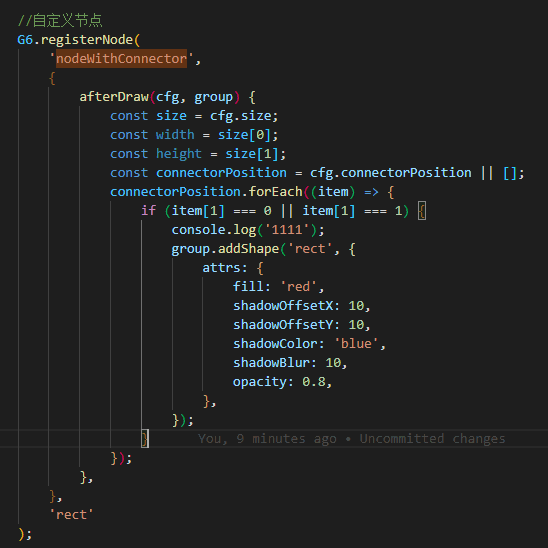 //自定义节点
G6.registerNode(
'nodeWithConnector',
{
afterDraw(cfg, group) {
const size = cfg.size;
const width = size[0];
const height = size[1];
const connectorPosition = cfg.connectorPosition || [];
connectorPosition.forEach((item) => {
if (item[1] === 0 || item[1] === 1) {
console.log('1111');
group.addShape('rect', {
attrs: {
fill: 'red',
shadowOffsetX: 10,
shadowOffsetY: 10,
shadowColor: 'blue',
shadowBlur: 10,
opacity: 0.8,
},
});
} You, 9 minutes ago • Uncommitted changes
});
},
},
'rect'
);